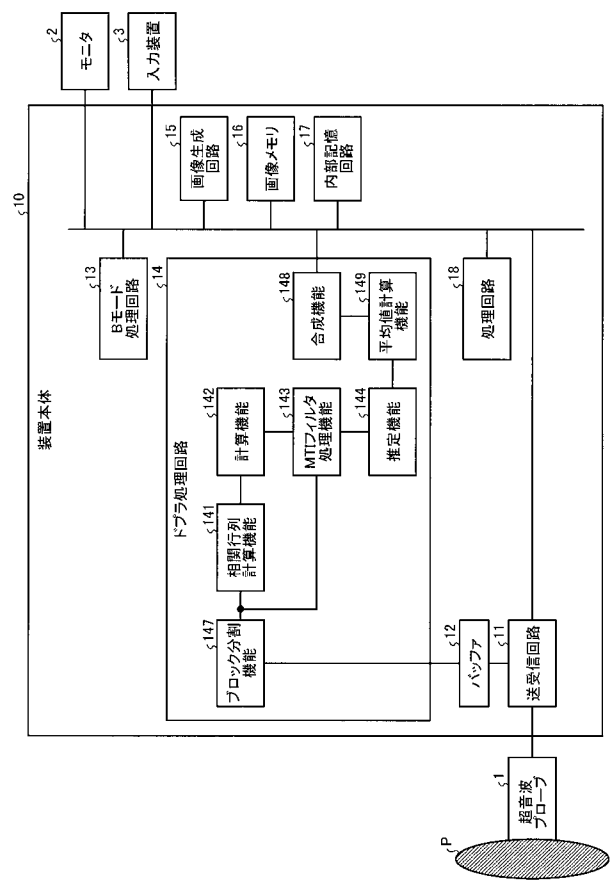 10
装置本体
2
モニタ
3
入力装置
13
Bモード
処理回路
15
画像生成
回路
16
画像メモリ
17
内部記憶
回路
14
ドプラ処理回路
147
ブロック分割
機能
141
相関行列
計算機能
142
計算機能
143
MTIフィルタ
処理機能
144
推定機能
148
合成機能
149
平均値計算
機能
18
処理回路
12
バッファ
11
送受信回路
1
超音波
プローブ
P